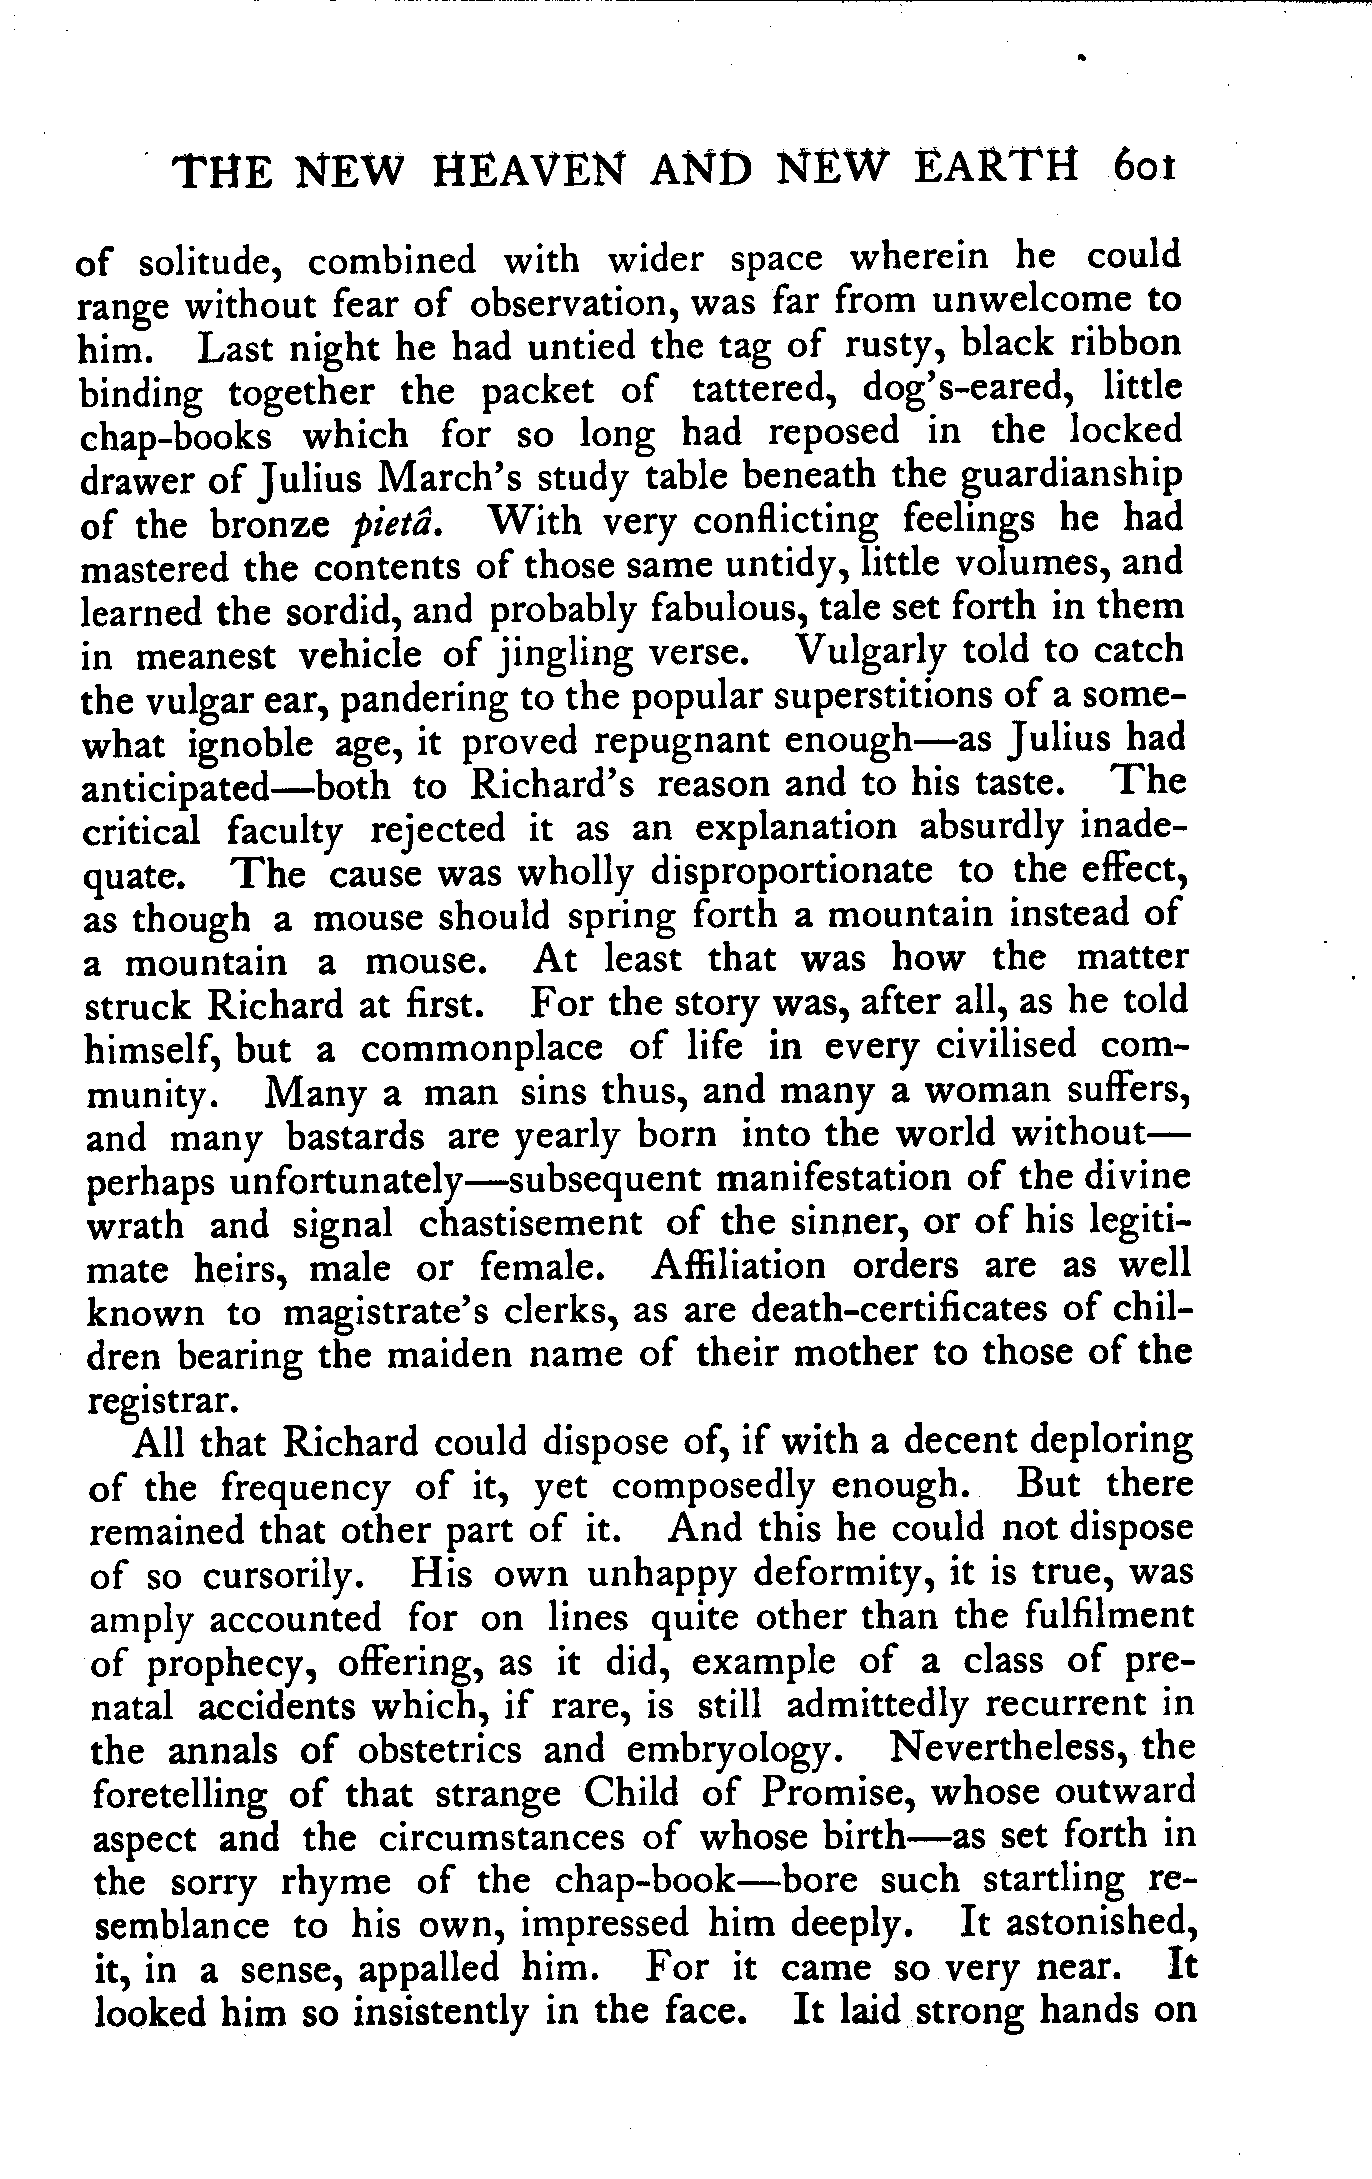 THE NEW HEAVEN AND NEW EARTH 601
of solitude, combined with wider space wherein he could
range without fear of observation, was far from unwelcome to
him. Last night he had untied the tag of rusty, black ribbon
binding together the packet of tattered, dog's-eared, little
chap-books which for so long had reposed in the locked
drawer of Julius March's study table beneath the guardianship
of the bronze pietâ. With very conflicting feelings he had
mastered the contents of those same untidy, little volumes, and
learned the sordid, and probably fabulous, tale set forth in them
in meanest vehicle of jingling verse. Vulgarly told to catch
the vulgar ear, pandering to the popular superstitions of a some-
what ignoble age, it proved repugnant enough—as Julius had
anticipated—both to Richard's reason and to his taste. The
critical faculty rejected it as an explanation absurdly inade-
quate. The cause was wholly disproportionate to the effect,
as though a mouse should spring forth a mountain instead of
a mountain a mouse. At least that was how the matter
struck Richard at first. For the story was, after all, as he told
himself, but a commonplace of life in every civilised com-
munity. Many a man sins thus, and many a woman suffers,
and many bastards are yearly born into the world without—
perhaps unfortunately—subsequent manifestation of the divine
wrath and signal chastisement of the sinner, or of his legiti-
mate heirs, male or female. Affiliation orders are as well
known to magistrate's clerks, as are death-certificates of chil-
dren bearing the maiden name of their mother to those of the
registrar.
All that Richard could dispose of, if with a decent deploring
of the frequency of it, yet composedly enough. But there
remained that other part of it. And this he could not dispose
of so cursorily. His own unhappy deformity, it is true, was
amply accounted for on lines quite other than the fulfilment
of prophecy, offering, as it did, example of a class of pre-
natal accidents which, if rare, is still admittedly recurrent in
the annals of obstetrics and embryology. Nevertheless, the
foretelling of that strange Child of Promise, whose outward
aspect and the circumstances of whose birth—as set forth in
the sorry rhyme of the chap-book—bore such startling re-
semblance to his own, impressed him deeply. It astonished,
it, in a sense, appalled him. For it came so very near. It
looked him so insistently in the face. It laid strong hands on